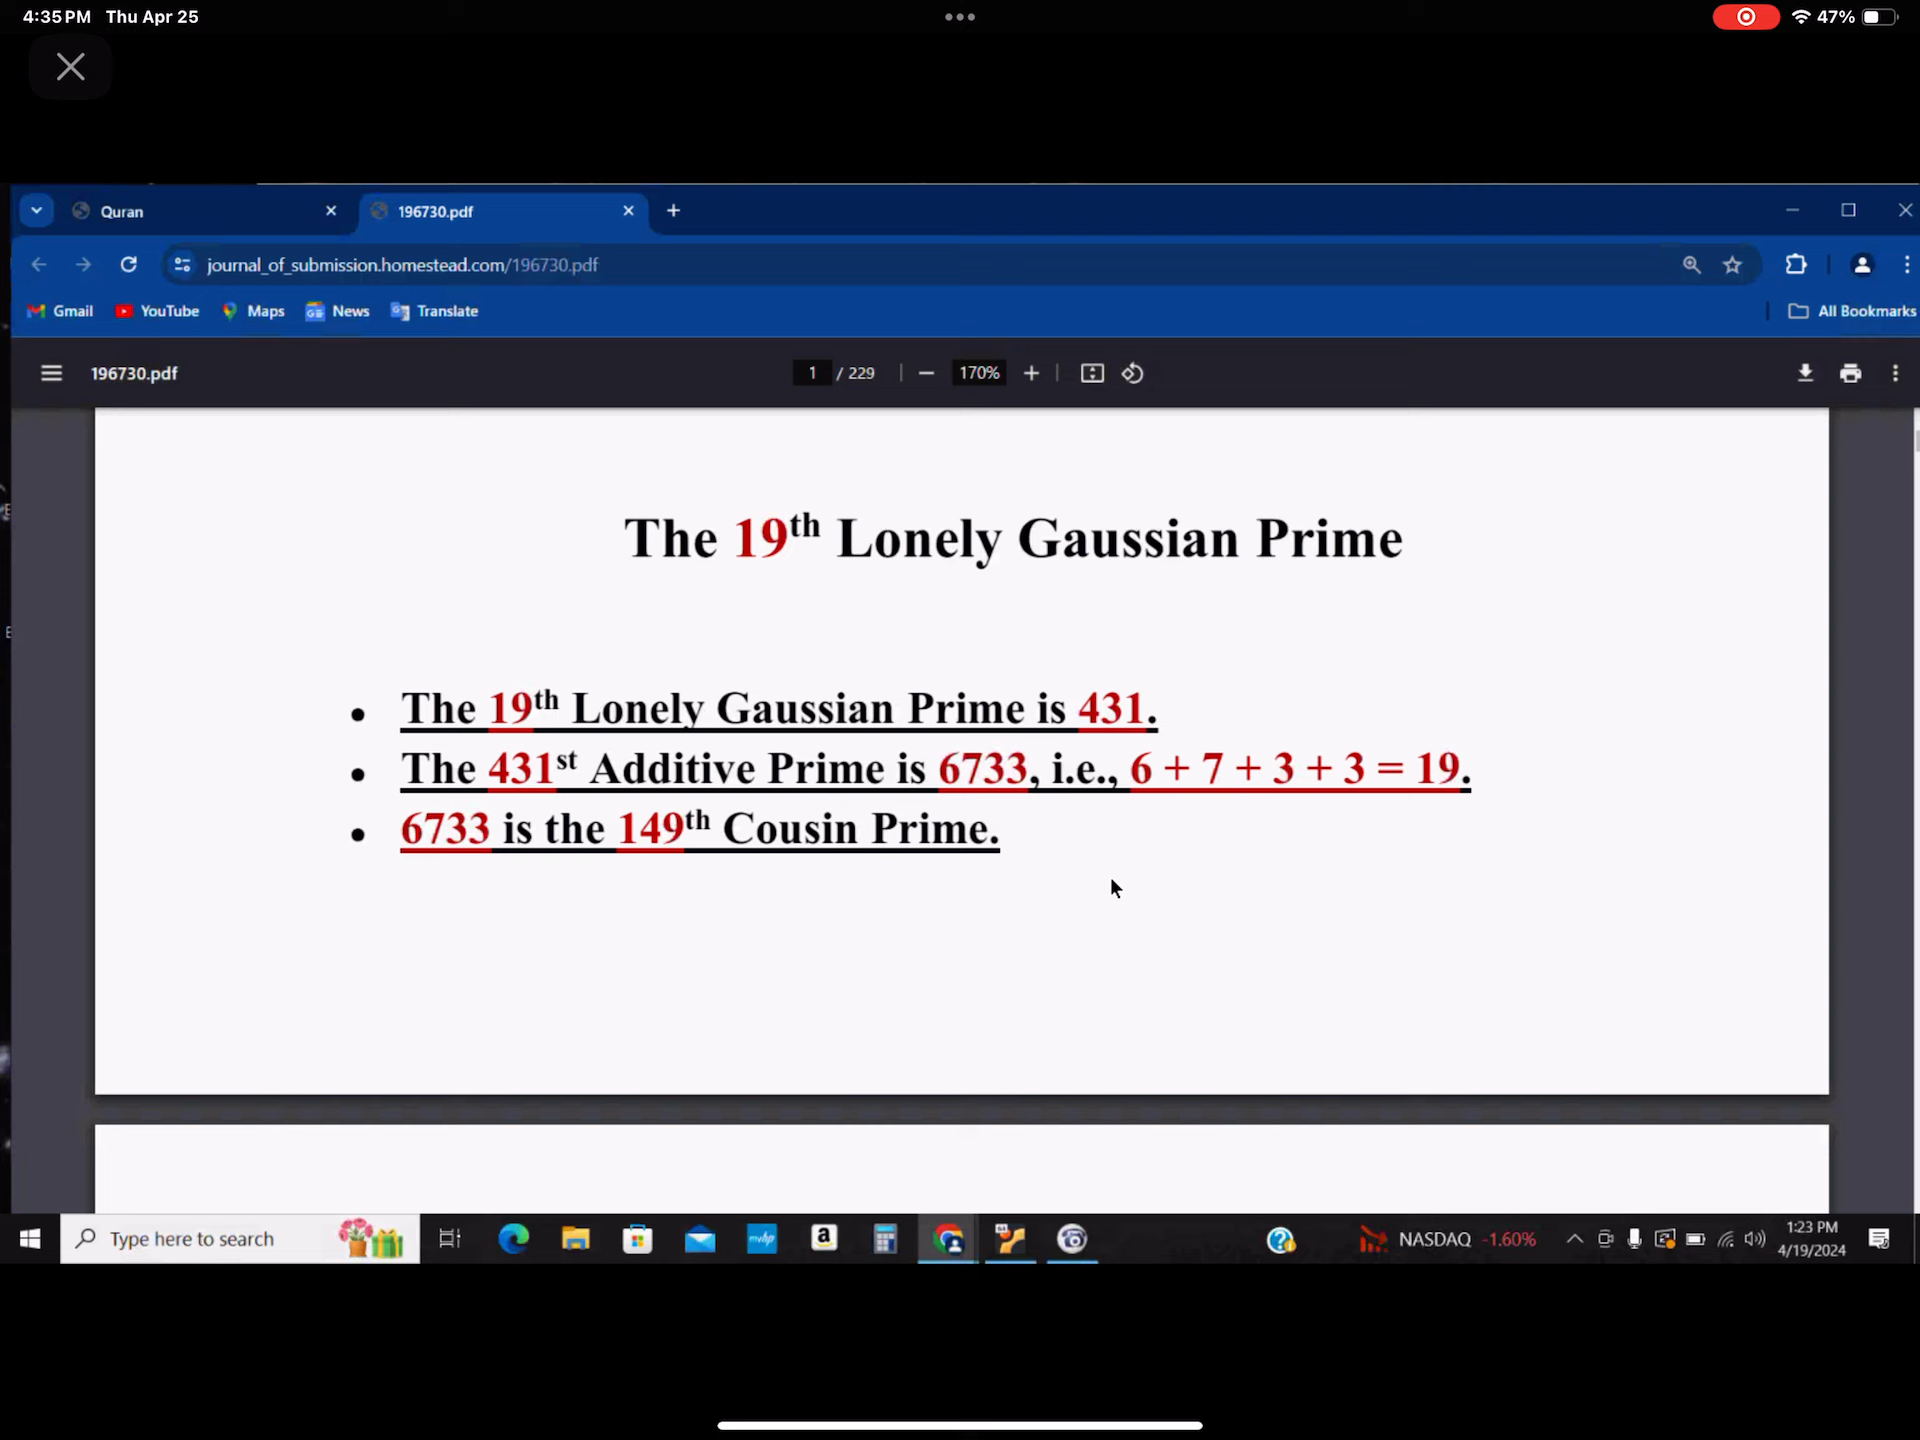 4:35 PM Thu Apr 25
47%
Quran
196730.pdf
journal_of_submission.homestead.com/196730.pdf
Gmail YouTube Maps News Translate
All Bookmarks
196730.pdf
1 / 229 170%
The 19th Lonely Gaussian Prime
• The 19th Lonely Gaussian Prime is 431.
• The 431st Additive Prime is 6733, i.e., 6 + 7 + 3 + 3 = 19.
• 6733 is the 149th Cousin Prime.
Type here to search
NASDAQ -1.60%
1:23 PM
4/19/2024